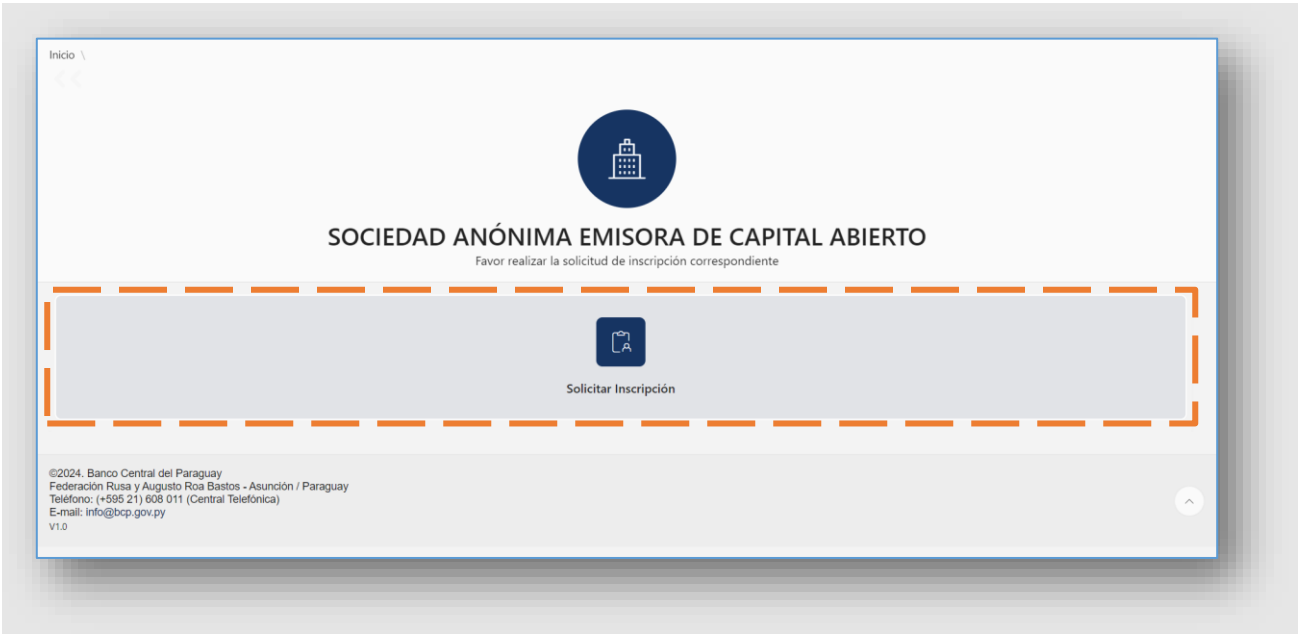 Inicio \
SOCIEDAD ANÓNIMA EMISORA DE CAPITAL ABIERTO
Favor realizar la solicitud de inscripción correspondiente
Solicitar Inscripción
©2024. Banco Central del Paraguay
Federación Rusa y Augusto Roa Bastos - Asunción / Paraguay
Teléfono: (+595 21) 608 011 (Central Telefónica)
E-mail: info@bcp.gov.py
V1.0